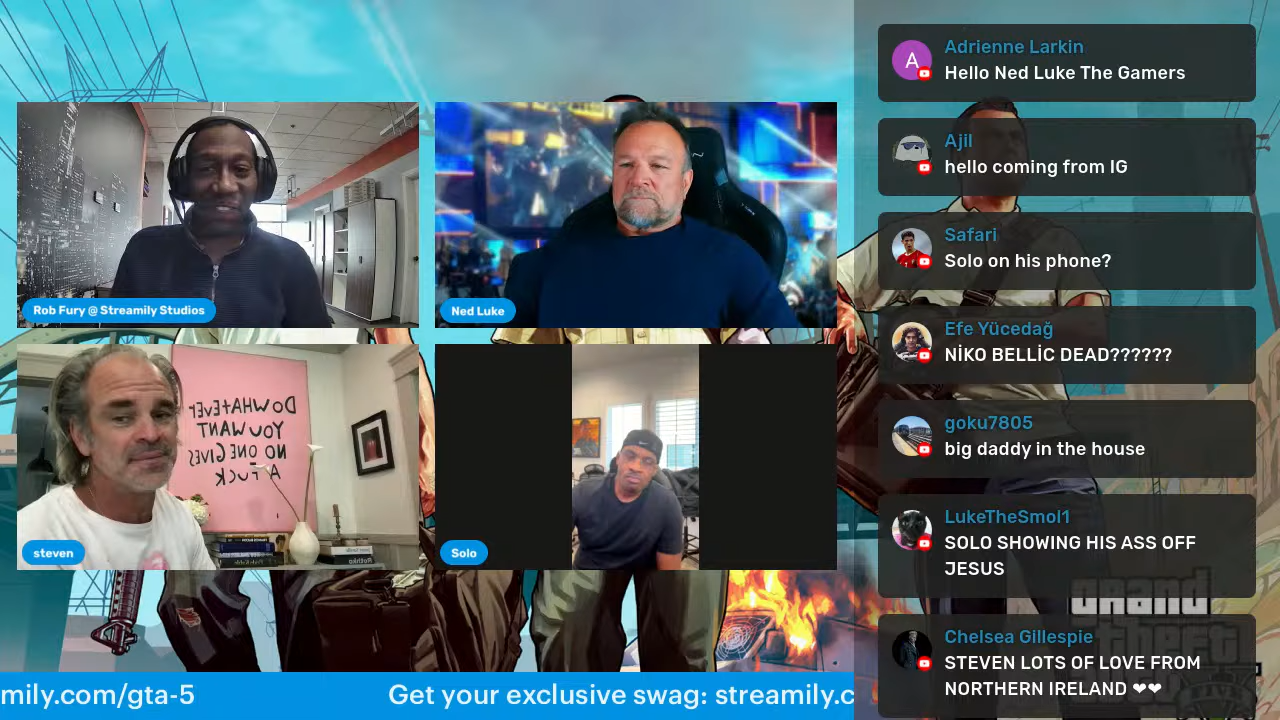 Rob Fury @ Streamily Studios
Ned Luke
DO WHATEVER
YOU WANT
NO ONE GIVES
A FUCK
steven
Solo
mily.com/gta-5
Get your exclusive swag: streamily.c
A
Adrienne Larkin
Hello Ned Luke The Gamers
Ajil
hello coming from IG
Safari
Solo on his phone?
Efe Yücedağ
NİKO BELLİC DEAD??????
goku7805
big daddy in the house
LukeTheSmol1
SOLO SHOWING HIS ASS OFF
JESUS
Chelsea Gillespie
STEVEN LOTS OF LOVE FROM
NORTHERN IRELAND ❤❤
grand
theft